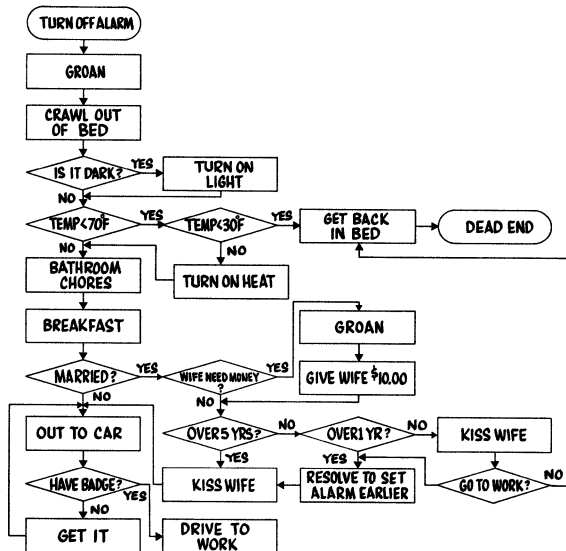 TURN OFF ALARM
GROAN
CRAWL OUT
OF BED
IS IT DARK?
YES
TURN ON
LIGHT
NO
TEMP<70°F
YES
TEMP<30°F
YES
GET BACK
IN BED
DEAD END
NO
NO
BATHROOM
CHORES
TURN ON HEAT
BREAKFAST
GROAN
MARRIED?
YES
WIFE NEED MONEY
?
YES
GIVE WIFE $10.00
NO
NO
OUT TO CAR
OVER 5 YRS?
NO
OVER 1 YR?
NO
KISS WIFE
YES
YES
HAVE BADGE?
YES
KISS WIFE
RESOLVE TO SET
ALARM EARLIER
GO TO WORK?
NO
NO
GET IT
DRIVE TO
WORK